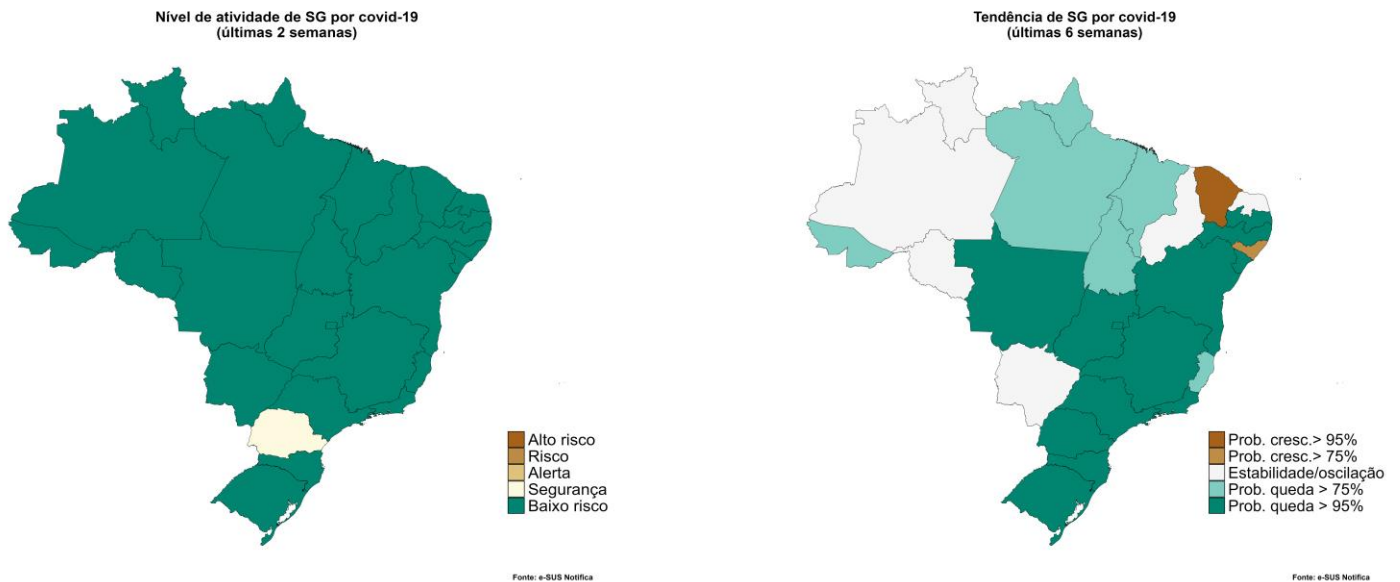 Nível de atividade de SG por covid-19
(últimas 2 semanas)
Alto risco
Risco
Alerta
Segurança
Baixo risco
Fonte: e-SUS Notifica
Tendência de SG por covid-19
(últimas 6 semanas)
Prob. cresc.> 95%
Prob. cresc.> 75%
Estabilidade/oscilação
Prob. queda > 75%
Prob. queda > 95%
Fonte: e-SUS Notifica